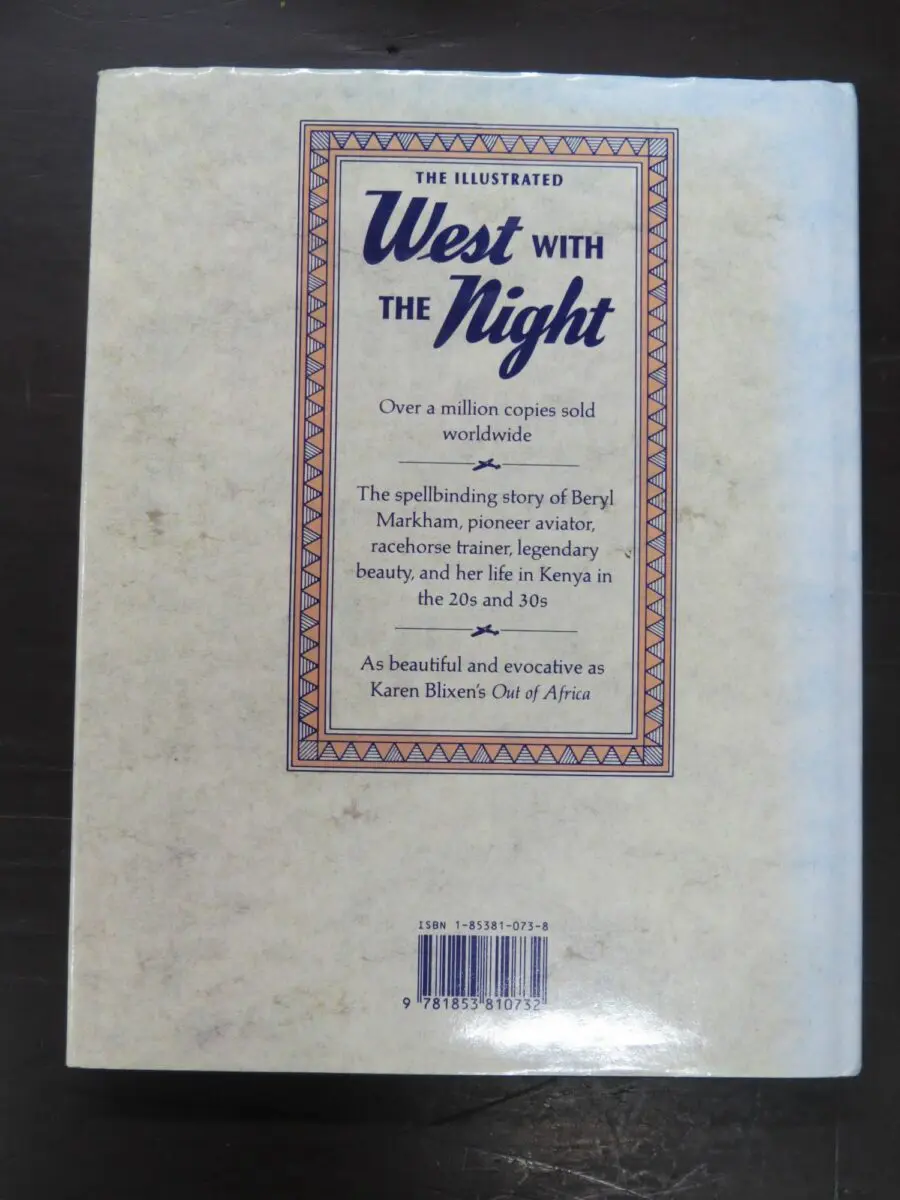 THE ILLUSTRATED
West WITH
THE Night
Over a million copies sold
worldwide
The spellbinding story of Beryl
Markham, pioneer aviator,
racehorse trainer, legendary
beauty, and her life in Kenya in
the 20s and 30s
As beautiful and evocative as
Karen Blixen's Out of Africa
ISBN 1-85381-073-8
9 781853 810732